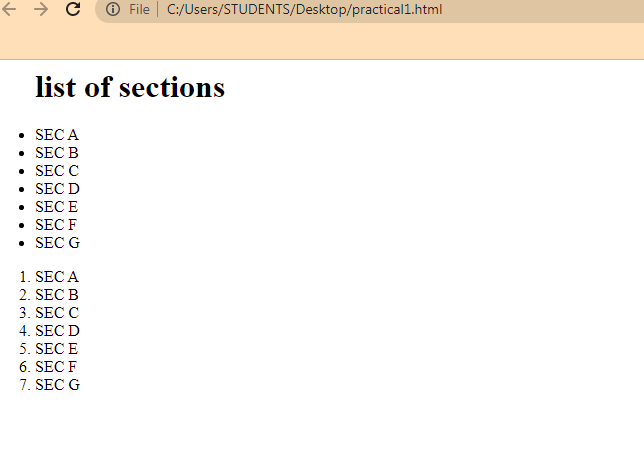 File | C:/Users/STUDENTS/Desktop/practical1.html
list of sections
• SEC A
• SEC B
• SEC C
• SEC D
• SEC E
• SEC F
• SEC G
1. SEC A
2. SEC B
3. SEC C
4. SEC D
5. SEC E
6. SEC F
7. SEC G